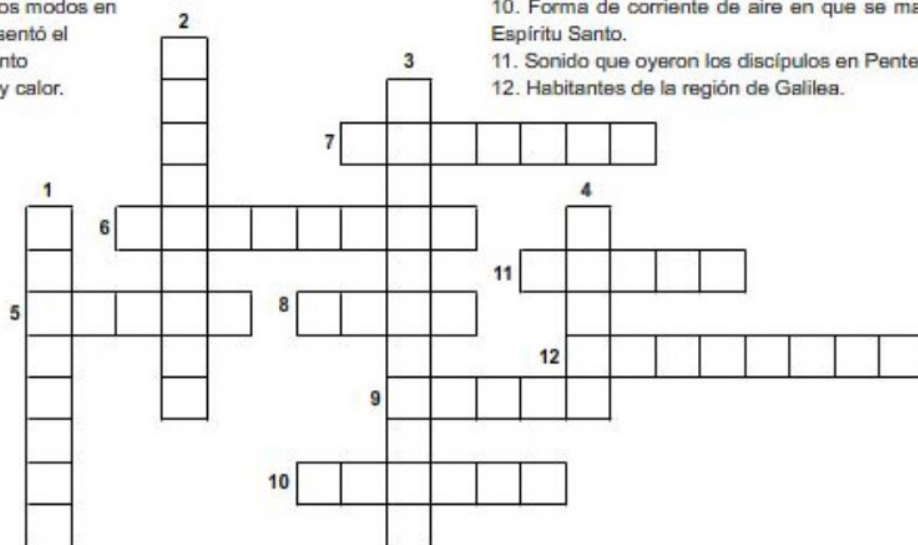 os modos en
sentó el
nto
y calor.
10. Forma de corriente de aire en que se ma
Espíritu Santo.
11. Sonido que oyeron los discípulos en Pente
12. Habitantes de la región de Galilea.
2
3
7
1
4
6
11
5
8
12
9
10